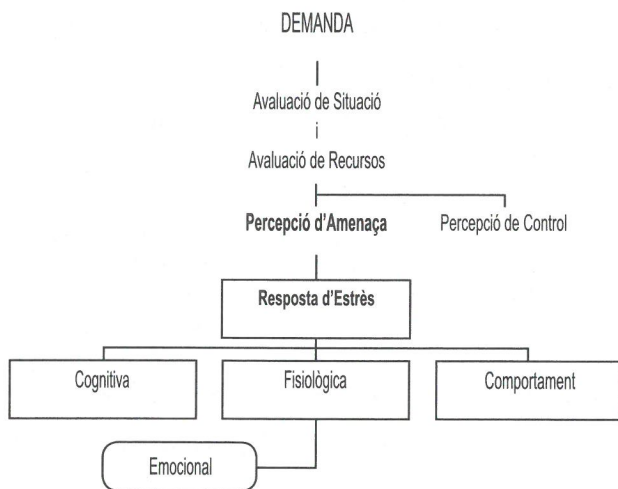 DEMANDA
Avaluació de Situació
i
Avaluació de Recursos
Percepció d'Amenaça
Percepció de Control
Resposta d'Estrès
Cognitiva
Fisiològica
Comportament
Emocional